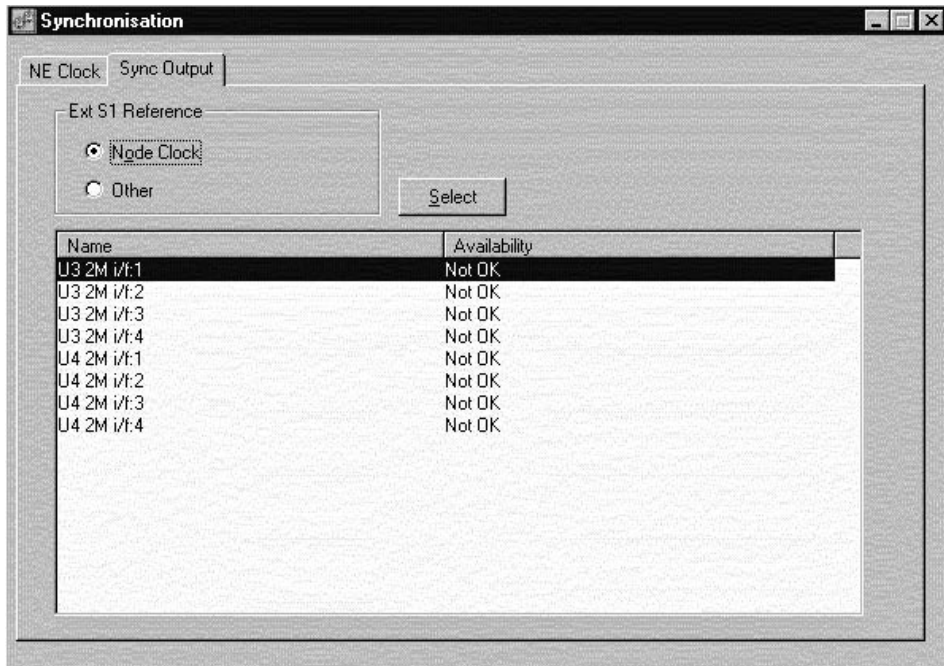 Synchronisation
NE Clock Sync Output
Ext S1 Reference
Node Clock
Other
Select
Name Availability
U3 2M i/f:1 Not OK
U3 2M i/f:2 Not OK
U3 2M i/f:3 Not OK
U3 2M i/f:4 Not OK
U4 2M i/f:1 Not OK
U4 2M i/f:2 Not OK
U4 2M i/f:3 Not OK
U4 2M i/f:4 Not OK